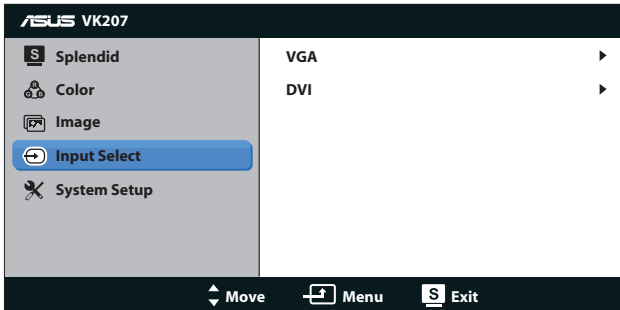 ASUS VK207
S Splendid
R G B Color
Image
Input Select
System Setup
VGA
DVI
Move Menu S Exit